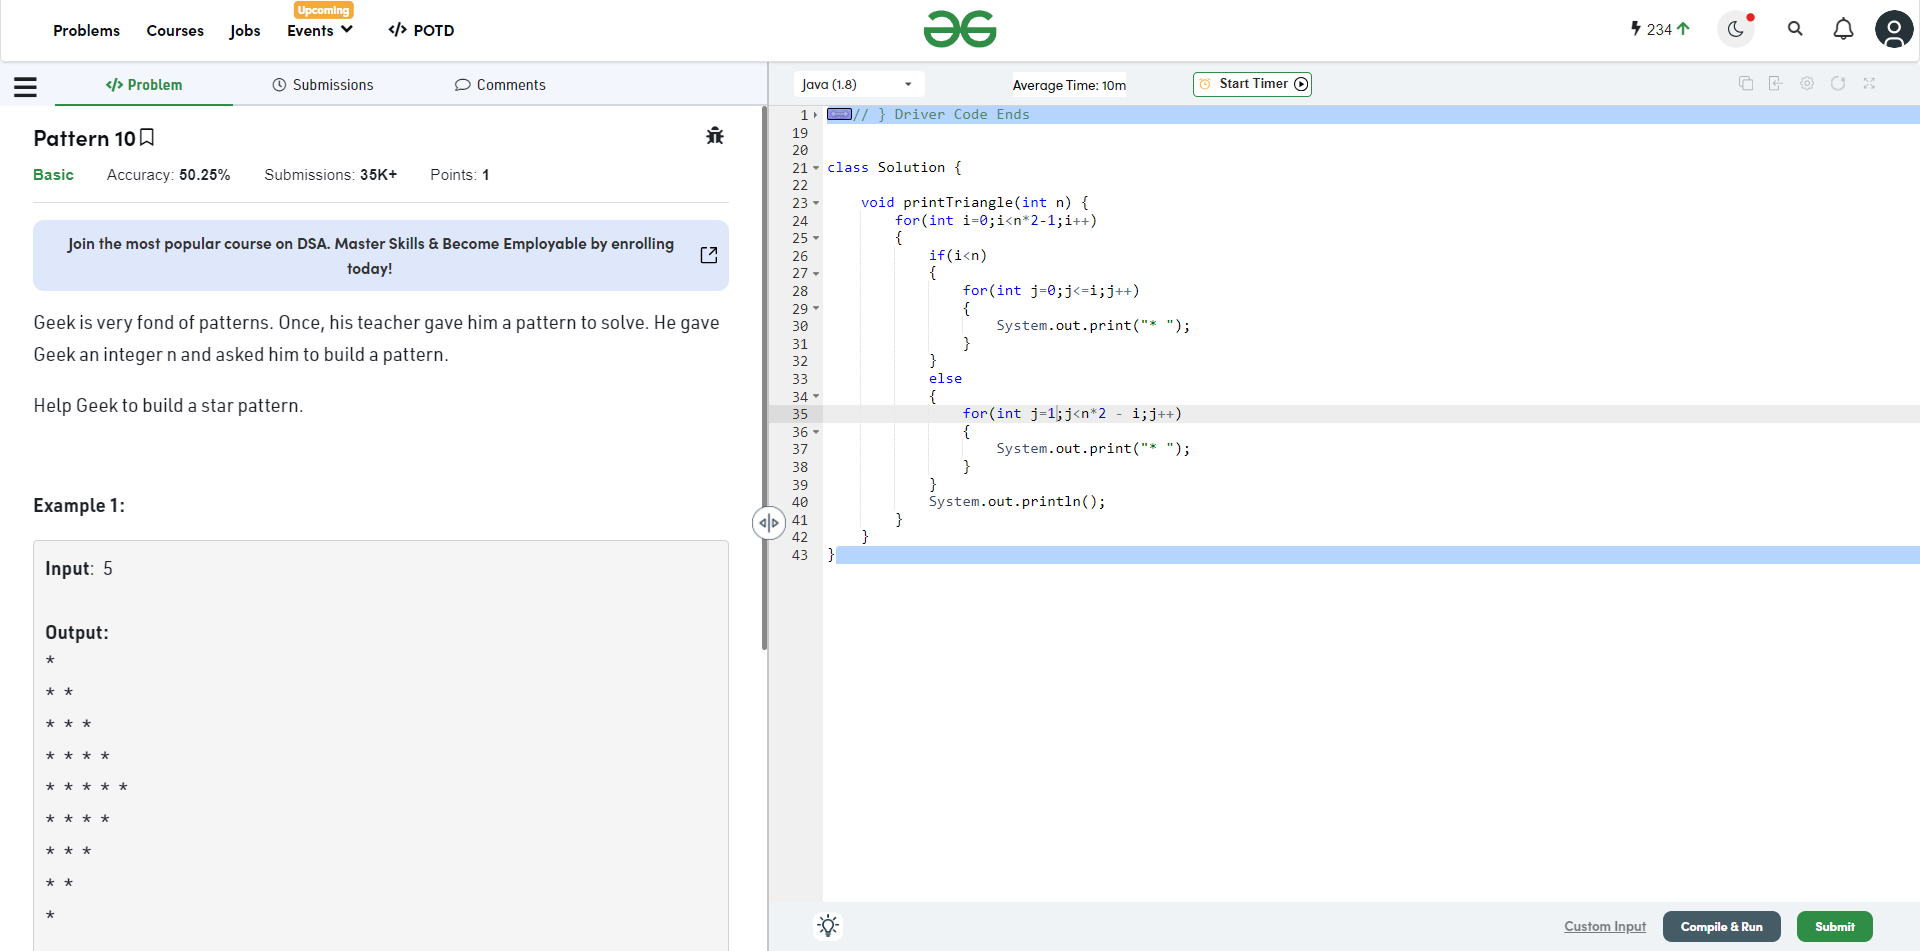 Problems Courses Jobs Events POTD
Upcoming
234
Problem Submissions Comments
Pattern 10
Basic Accuracy: 50.25% Submissions: 35K+ Points: 1
Join the most popular course on DSA. Master Skills & Become Employable by enrolling
today!
Geek is very fond of patterns. Once, his teacher gave him a pattern to solve. He gave
Geek an integer n and asked him to build a pattern.
Help Geek to build a star pattern.
Example 1:
Input: 5
Output:
*
* *
* * *
* * * *
* * * * *
* * * *
* * *
* *
*
Java (1.8) Average Time: 10m Start Timer
1 // } Driver Code Ends
19
20
21 class Solution {
22
23 void printTriangle(int n) {
24 for(int i=0;i<n*2-1;i++)
25 {
26 if(i<n)
27 {
28 for(int j=0;j<=i;j++)
29 {
30 System.out.print("* ");
31 }
32 }
33 else
34 {
35 for(int j=1;j<n*2 - i;j++)
36 {
37 System.out.print("* ");
38 }
39 }
40 System.out.println();
41 }
42 }
43 }
Custom Input Compile & Run Submit